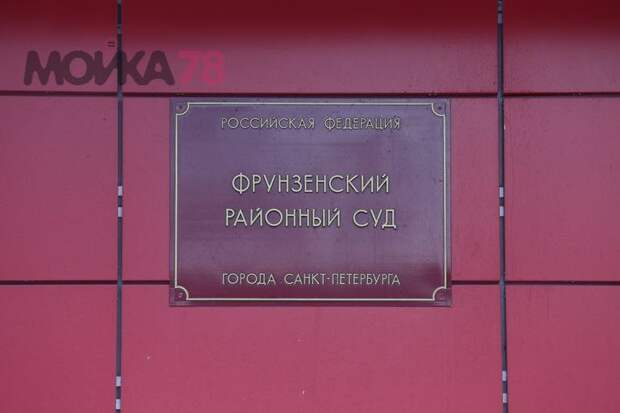 МОЙКА78
РОССИЙСКАЯ ФЕДЕРАЦИЯ
ФРУНЗЕНСКИЙ
РАЙОННЫЙ СУД
ГОРОДА САНКТ-ПЕТЕРБУРГА